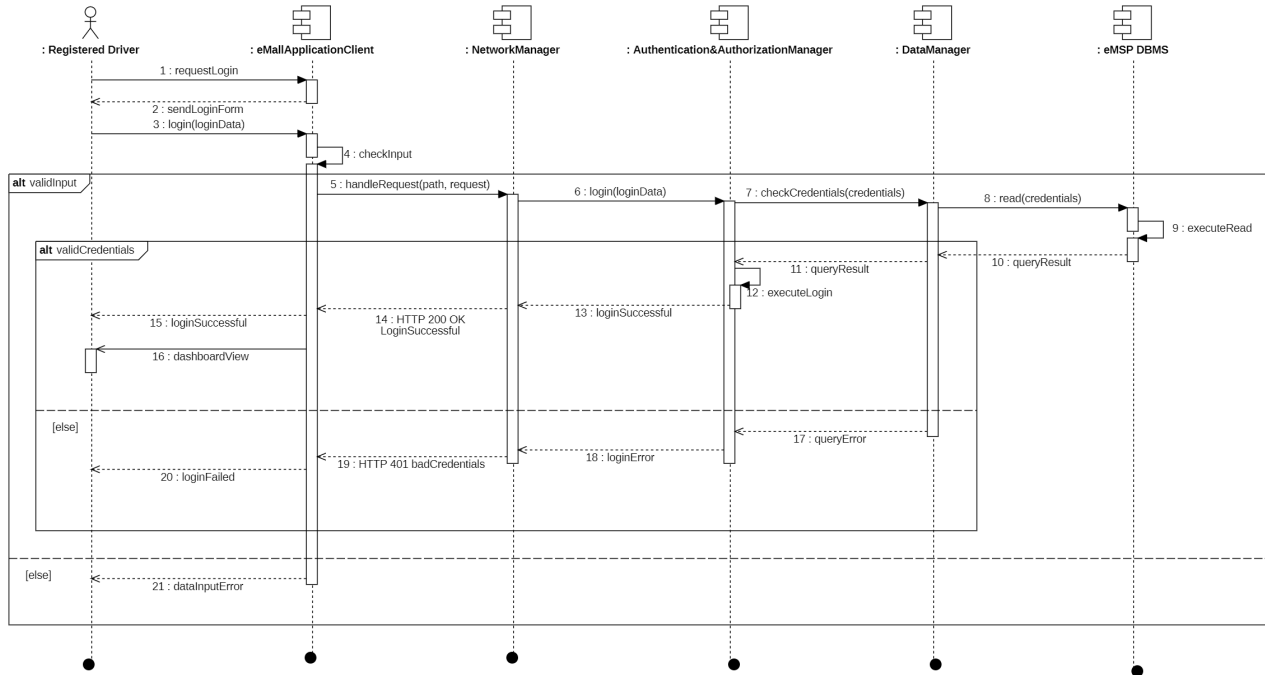 : Registered Driver
: eMallApplicationClient
: NetworkManager
: Authentication&AuthorizationManager
: DataManager
: eMSP DBMS
1 : requestLogin
2 : sendLoginForm
3 : login(loginData)
4 : checkInput
alt validInput
5 : handleRequest(path, request)
6 : login(loginData)
7 : checkCredentials(credentials)
8 : read(credentials)
9 : executeRead
alt validCredentials
10 : queryResult
11 : queryResult
12 : executeLogin
13 : loginSuccessful
14 : HTTP 200 OK
LoginSuccessful
15 : loginSuccessful
16 : dashboardView
[else]
17 : queryError
18 : loginError
19 : HTTP 401 badCredentials
20 : loginFailed
[else]
21 : dataInputError